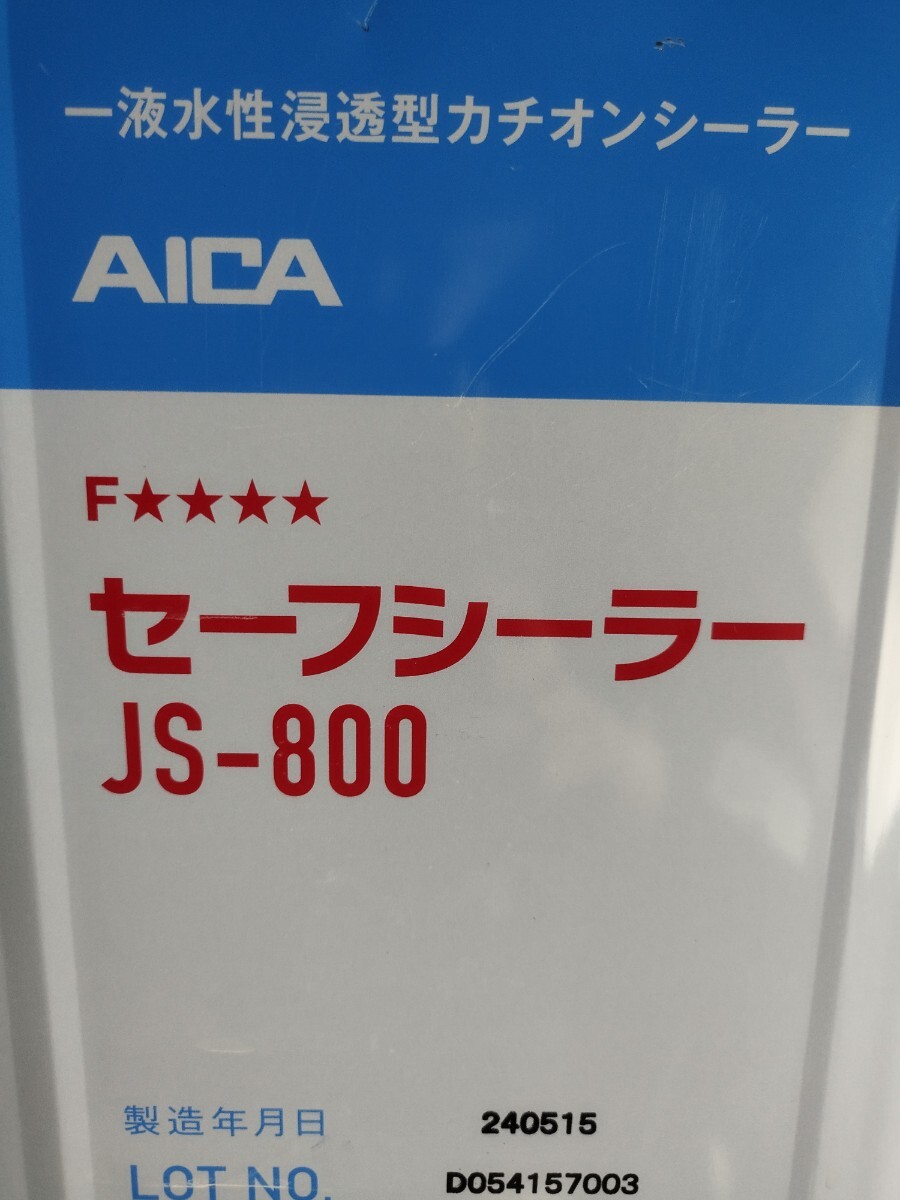 一液水性浸透型カチオンシーラー
AICA
F★★★★
セーフシーラー
JS-800
製造年月日 240515
LOT NO. D054157003